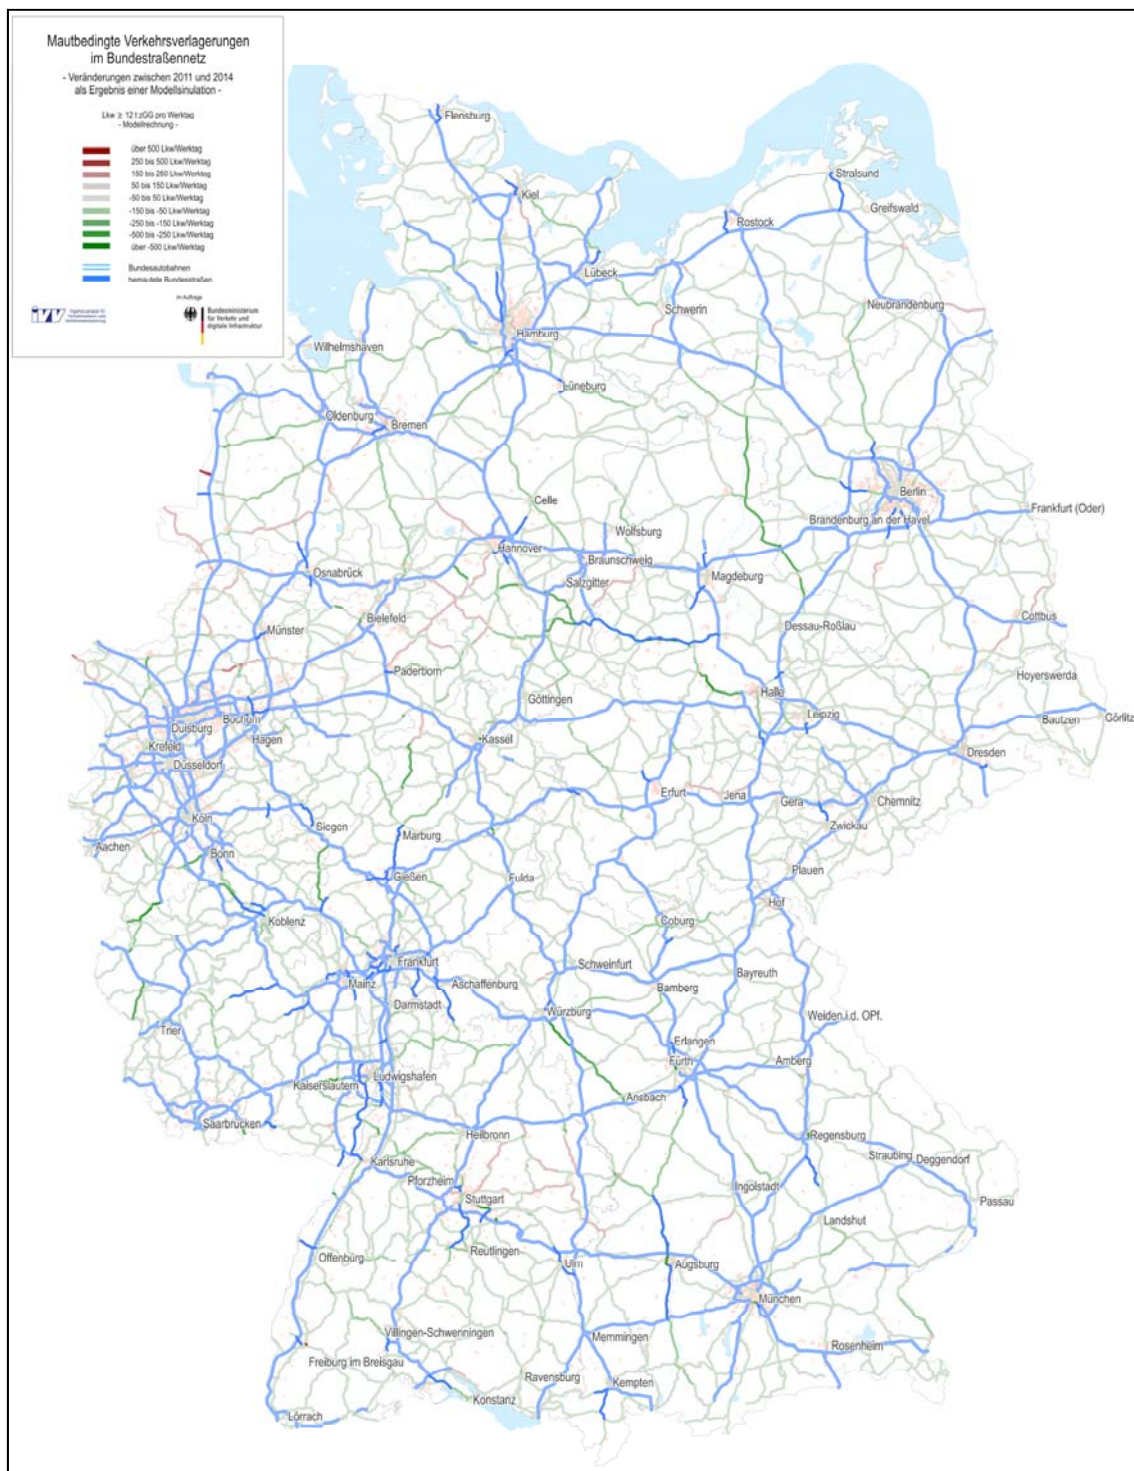 Mautbedingte Verkehrsverlagerungen
im Bundestraßennetz
- Veränderungen zwischen 2011 und 2014
als Ergebnis einer Modellsinulation -
Lkw ≥ 12 t zGG pro Werktag
- Modellrechnung -
über 500 Lkw/Werktag
250 bis 500 Lkw/Werktag
150 bis 250 Lkw/Werktag
50 bis 150 Lkw/Werktag
-50 bis 50 Lkw/Werktag
-150 bis -50 Lkw/Werktag
-250 bis -150 Lkw/Werktag
-500 bis -250 Lkw/Werktag
über -500 Lkw/Werktag
Bundesautobahnen
bemautete Bundesstraßen
im Auftrage
IVV
Bundesministerium
für Verkehr und
digitale Infrastruktur
Flensburg
Stralsund
Kiel
Greifswald
Rostock
Lübeck
Neubrandenburg
Schwerin
Hamburg
Wilhelmshaven
Lüneburg
Oldenburg
Bremen
Berlin
Celle
Frankfurt (Oder)
Brandenburg an der Havel
Wolfsburg
Hannover
Braunschweig
Osnabrück
Magdeburg
Salzgitter
Bielefeld
Cottbus
Münster
Dessau-Roßlau
Paderborn
Hoyerswerda
Göttingen
Halle
Bochum
Leipzig
Bautzen
Görlitz
Duisburg
Hagen
Kassel
Krefeld
Dresden
Düsseldorf
Erfurt
Jena
Gera
Chemnitz
Köln
Siegen
Zwickau
Marburg
Aachen
Bonn
Plauen
Gießen
Fulda
Hof
Koblenz
Coburg
Frankfurt
Schweinfurt
Bayreuth
Mainz
Aschaffenburg
Bamberg
Darmstadt
Würzburg
Weiden i.d. OPf.
Trier
Erlangen
Fürth
Amberg
Kaiserslautern
Ludwigshafen
Ansbach
Saarbrücken
Heilbronn
Regensburg
Straubing
Deggendorf
Karlsruhe
Pforzheim
Ingolstadt
Stuttgart
Passau
Landshut
Offenburg
Reutlingen
Ulm
Augsburg
München
Villingen-Schwenningen
Memmingen
Rosenheim
Freiburg im Breisgau
Ravensburg
Kempten
Konstanz
Lörrach